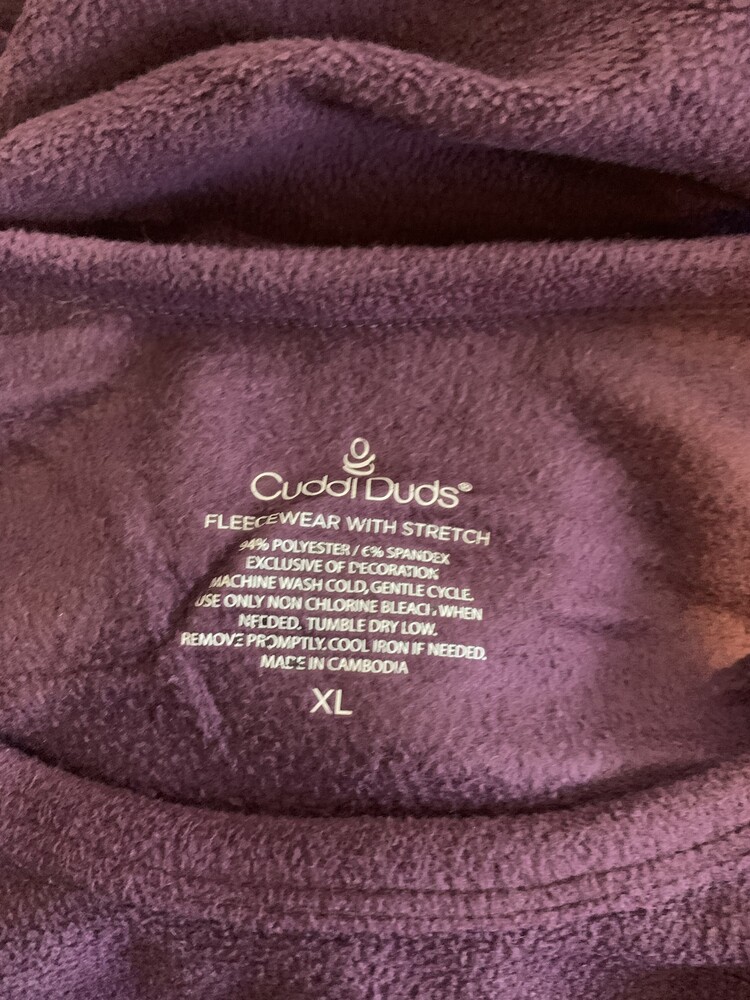 Cuddl Duds®
FLEECEWEAR WITH STRETCH
94% POLYESTER / 6% SPANDEX
EXCLUSIVE OF DECORATION
MACHINE WASH COLD, GENTLE CYCLE.
USE ONLY NON CHLORINE BLEACH WHEN
NEEDED. TUMBLE DRY LOW.
REMOVE PROMPTLY. COOL IRON IF NEEDED.
MADE IN CAMBODIA
XL